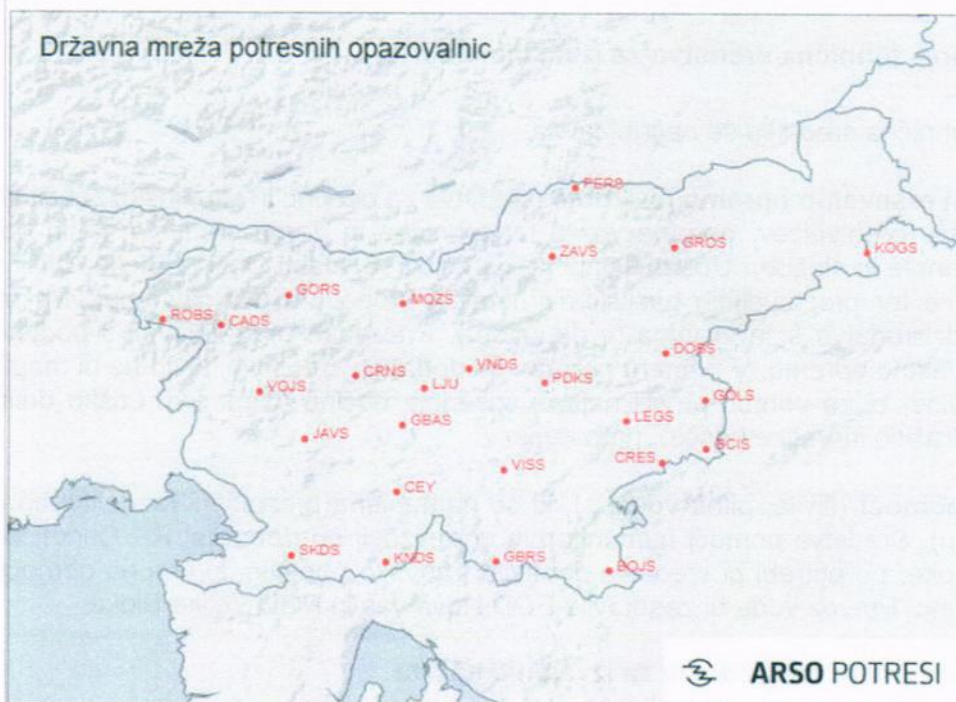 Državna mreža potresnih opazovalnic
PERS
ZAVS
GROS
KOGS
GORS
MOZS
ROBS
CADS
DOBS
VNDS
CRNS
LJU
PDKS
VOJS
GOLS
GBAS
LEGS
JAVS
GCIS
CRES
VISS
CEY
SKDS
KNDS
GBRS
BOJS
ARSO POTRESI